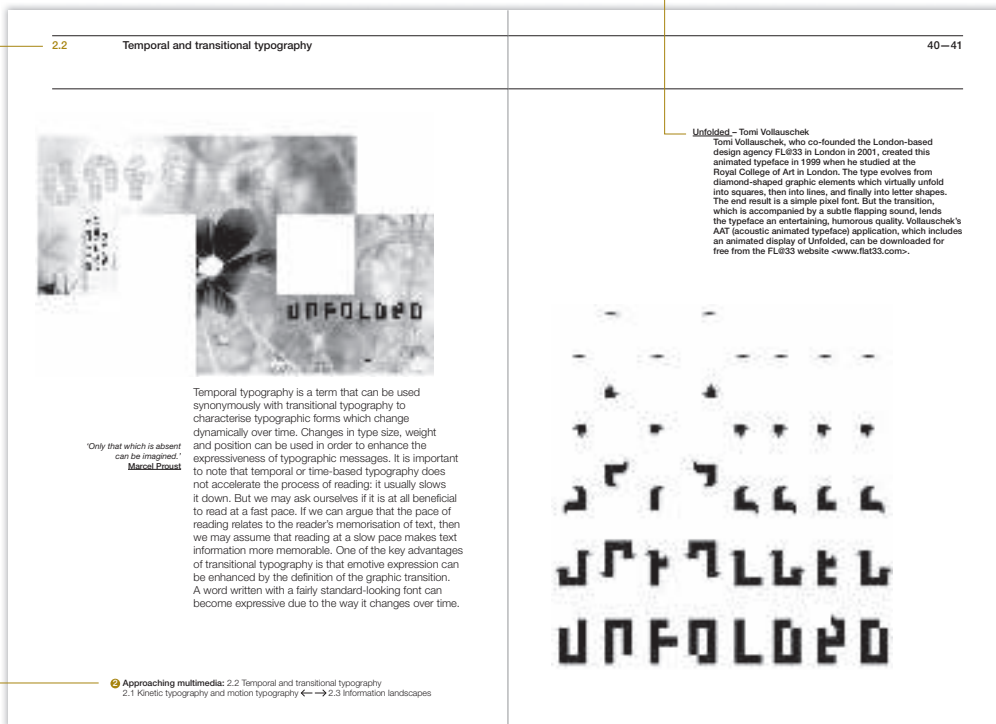 2.2
Temporal and transitional typography
40—41
UNFOLDED
Temporal typography is a term that can be used
synonymously with transitional typography to
characterise typographic forms which change
dynamically over time. Changes in type size, weight
and position can be used in order to enhance the
expressiveness of typographic messages. It is important
to note that temporal or time-based typography does
not accelerate the process of reading: it usually slows
it down. But we may ask ourselves if it is at all beneficial
to read at a fast pace. If we can argue that the pace of
reading relates to the reader's memorisation of text, then
we may assume that reading at a slow pace makes text
information more memorable. One of the key advantages
of transitional typography is that emotive expression can
be enhanced by the definition of the graphic transition.
A word written with a fairly standard-looking font can
become expressive due to the way it changes over time.
'Only that which is absent
can be imagined.'
Marcel Proust
2 Approaching multimedia: 2.2 Temporal and transitional typography
2.1 Kinetic typography and motion typography ←→ 2.3 Information landscapes
Unfolded – Tomi Vollauschek
Tomi Vollauschek, who co-founded the London-based
design agency FL@33 in London in 2001, created this
animated typeface in 1999 when he studied at the
Royal College of Art in London. The type evolves from
diamond-shaped graphic elements which virtually unfold
into squares, then into lines, and finally into letter shapes.
The end result is a simple pixel font. But the transition,
which is accompanied by a subtle flapping sound, lends
the typeface an entertaining, humorous quality. Vollauschek's
AAT (acoustic animated typeface) application, which includes
an animated display of Unfolded, can be downloaded for
free from the FL@33 website <www.flat33.com>.
UNFOLDED